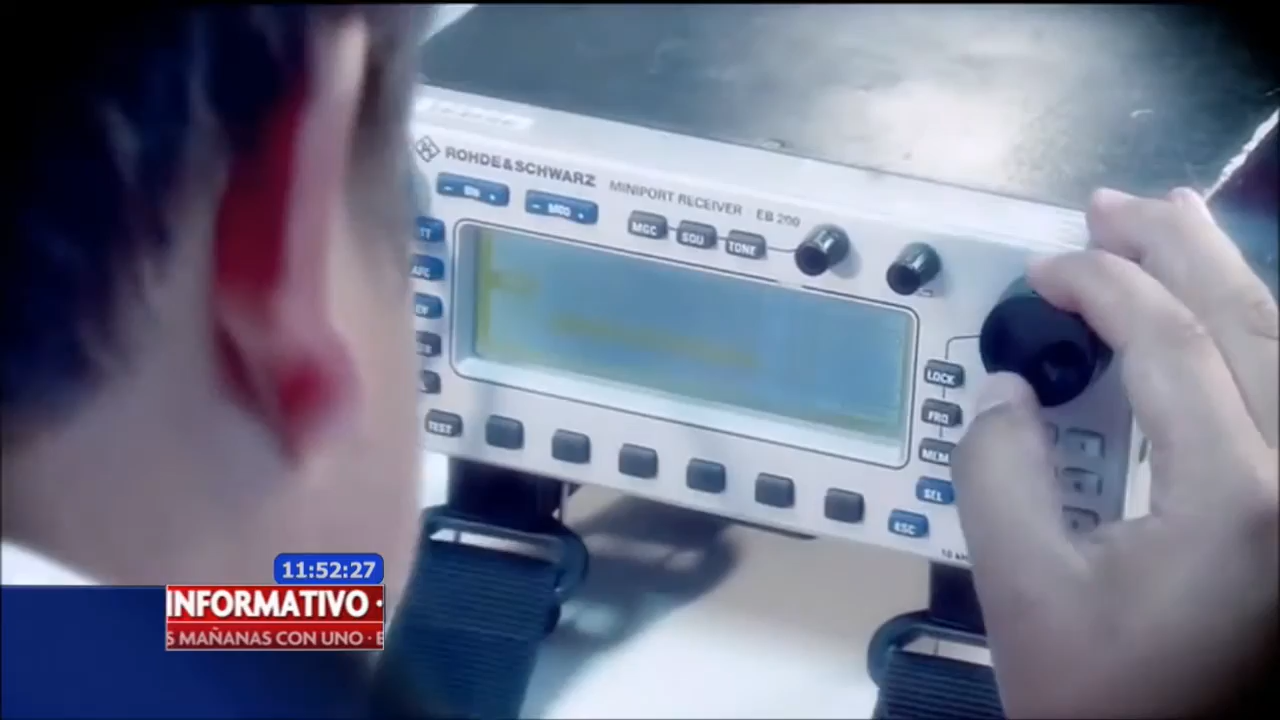 ROHDE&SCHWARZ
MINIPORT RECEIVER · EB 200
MOD
MGC
SQU
TONE
LOCK
FRQ
MEM
SEL
ESC
TEST
11:52:27
INFORMATIVO ·
S MAÑANAS CON UNO · E